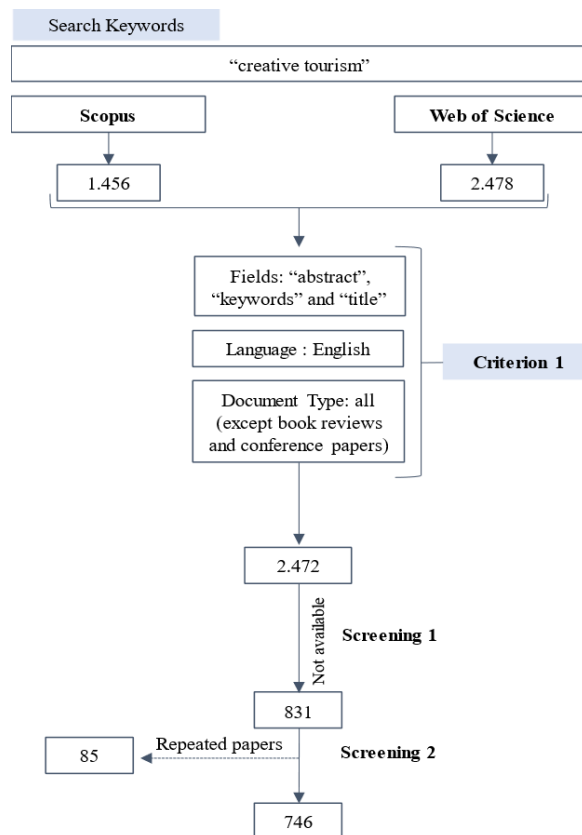 Search Keywords
“creative tourism”
Scopus
Web of Science
1.456
2.478
Fields: “abstract”,
“keywords” and “title”
Language : English
Criterion 1
Document Type: all
(except book reviews
and conference papers)
2.472
Not available
Screening 1
831
Repeated papers
Screening 2
85
746